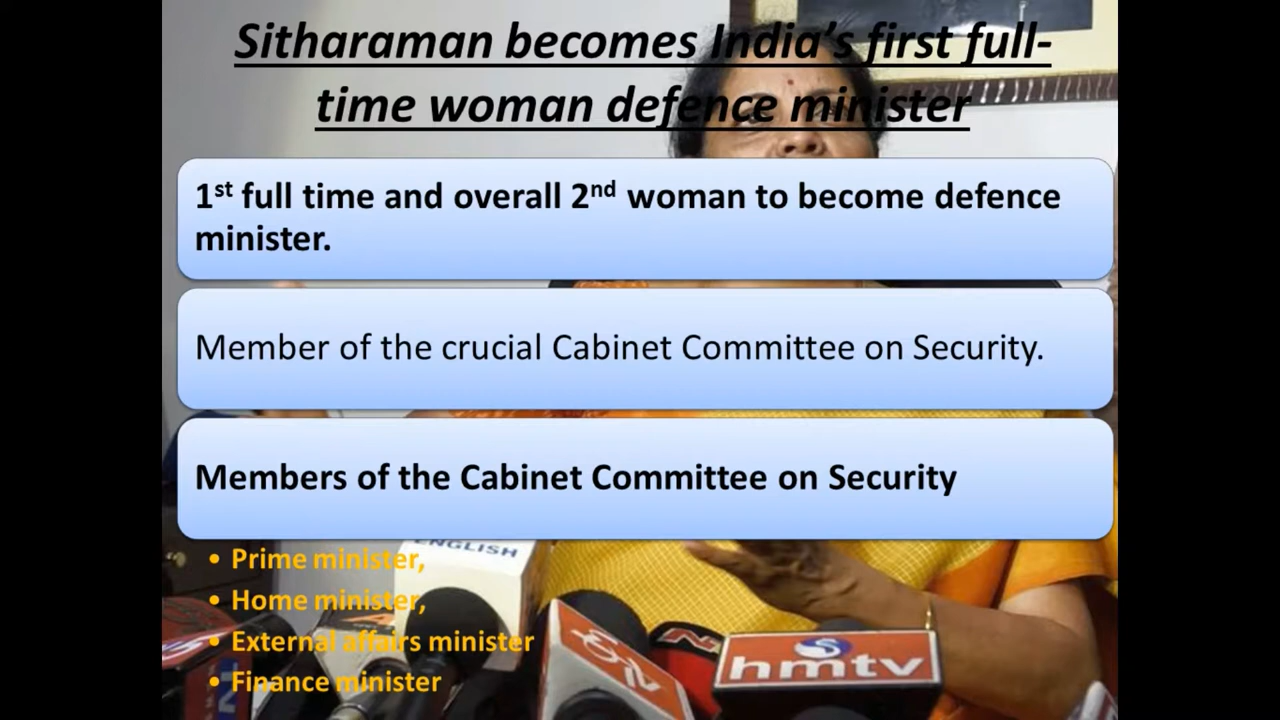 Sitharaman becomes India’s first full-
time woman defence minister
1st full time and overall 2nd woman to become defence
minister.
Member of the crucial Cabinet Committee on Security.
Members of the Cabinet Committee on Security
• Prime minister,
• Home minister,
• External affairs minister
• Finance minister
ENGLISH
hmtv